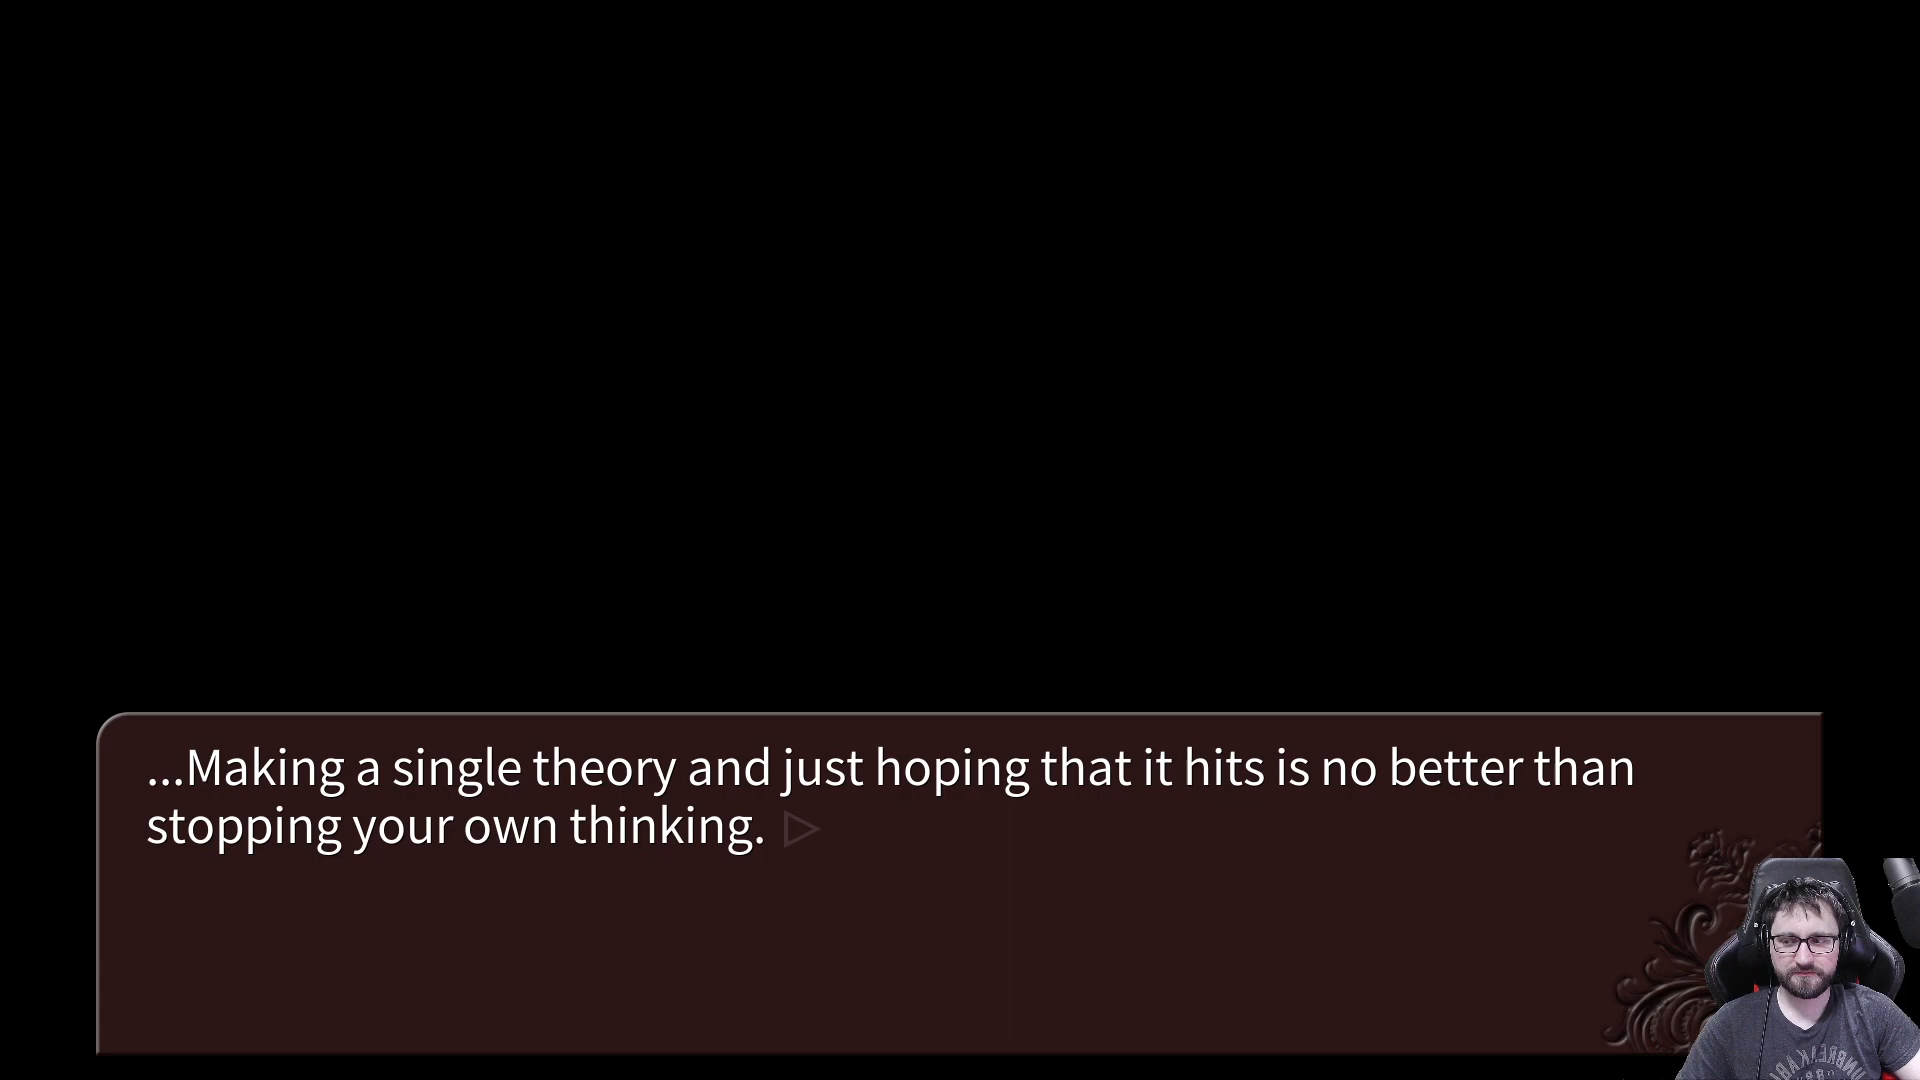 ...Making a single theory and just hoping that it hits is no better than
stopping your own thinking.